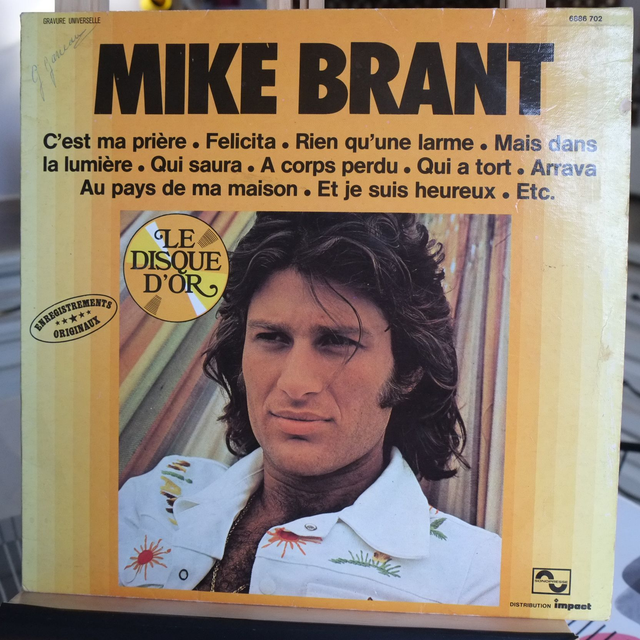 GRAVURE UNIVERSELLE
6886 702
MIKE BRANT
C'est ma prière • Felicita • Rien qu'une larme • Mais dans
la lumière • Qui saura • A corps perdu • Qui a tort • Arrava
Au pays de ma maison • Et je suis heureux • Etc.
LE
DISQUE
D'OR
ENREGISTREMENTS
ORIGINAUX
SONOPRESSE
DISTRIBUTION impact